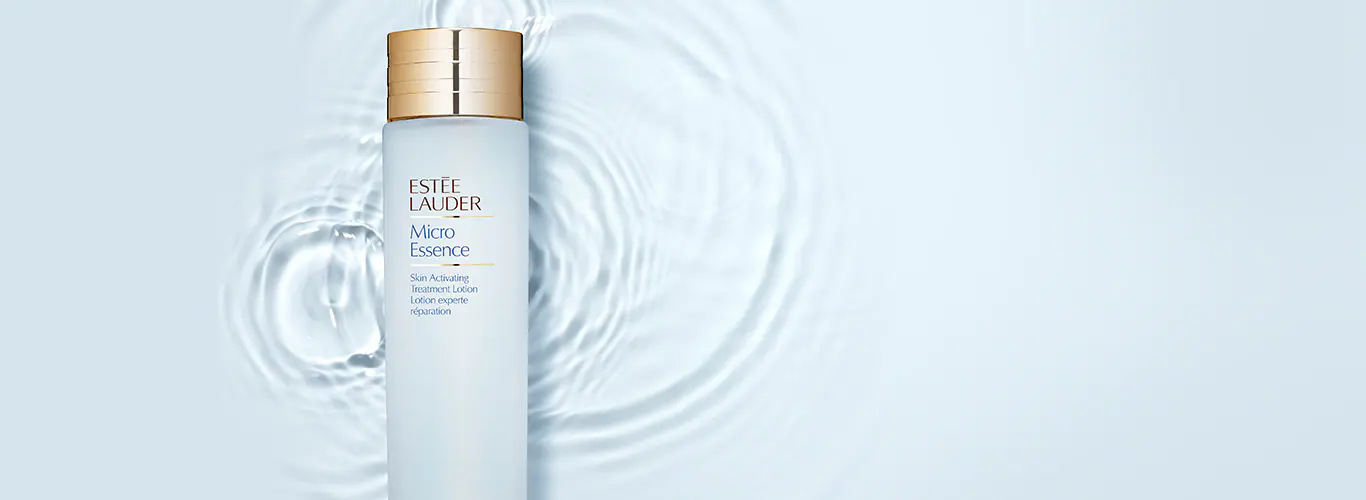 ESTĒE
LAUDER
Micro
Essence
Skin Activating
Treatment Lotion
Lotion experte
réparation